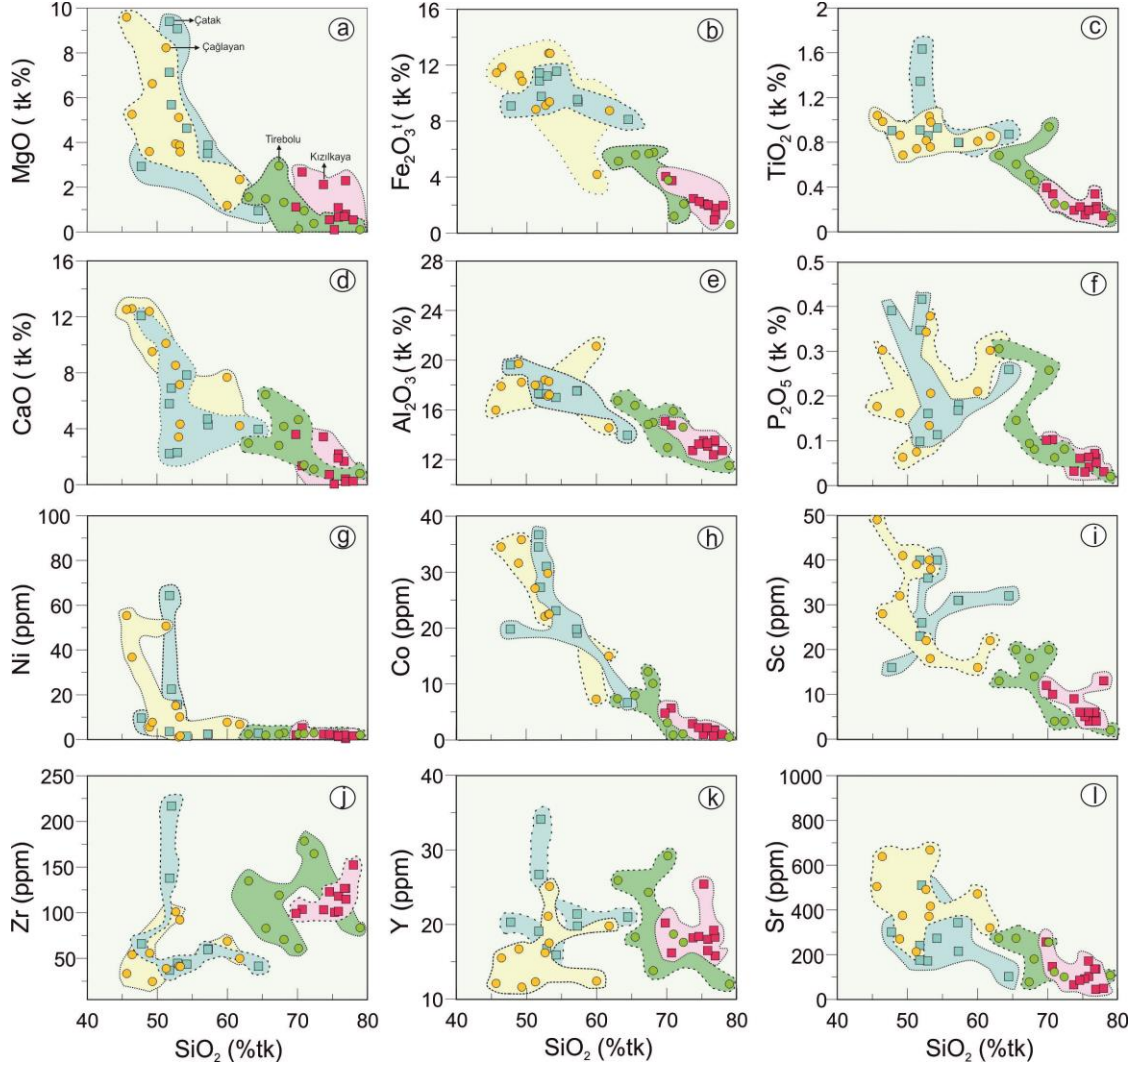 MgO ( tk %)
10
8
6
4
2
0
Çatak
Çağlayan
Tirebolu
Kızılkaya
a
Fe2O3t ( tk %)
16
12
8
4
0
b
TiO2 ( tk %)
2
1.6
1.2
0.8
0.4
0
c
CaO ( tk %)
16
12
8
4
0
d
Al2O3 ( tk %)
28
24
20
16
12
e
P2O5 ( tk %)
0.5
0.4
0.3
0.2
0.1
0
f
Ni (ppm)
100
80
60
40
20
0
g
Co (ppm)
40
30
20
10
0
h
Sc (ppm)
50
40
30
20
10
0
i
Zr (ppm)
250
200
150
100
50
j
40 50 60 70 80
SiO2 (%tk)
Y (ppm)
40
30
20
10
k
40 50 60 70 80
SiO2 (%tk)
Sr (ppm)
1000
800
600
400
200
0
l
40 50 60 70 80
SiO2 (%tk)